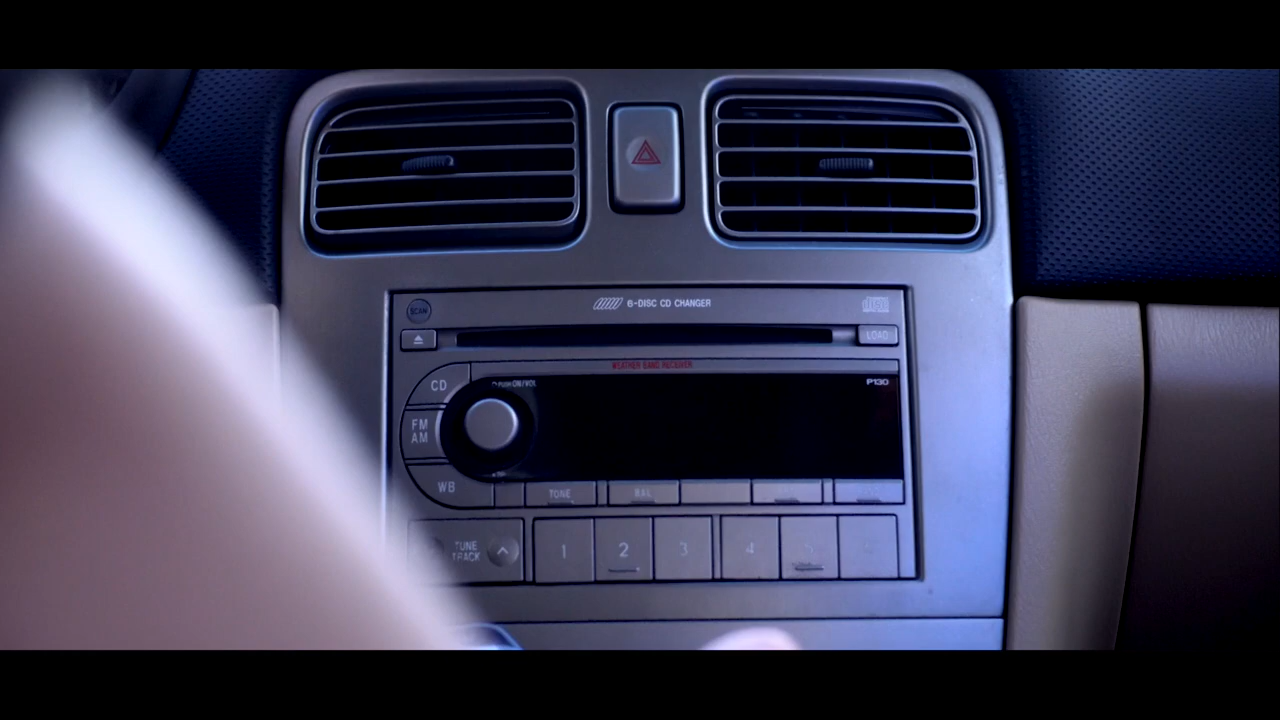 SCAN
6-DISC CD CHANGER
disc
LOAD
WEATHER BAND RECEIVER
CD
PUSH ON/VOL
P130
FM
AM
WB
TONE
BAL
TUNE
TRACK
1
2
3
4